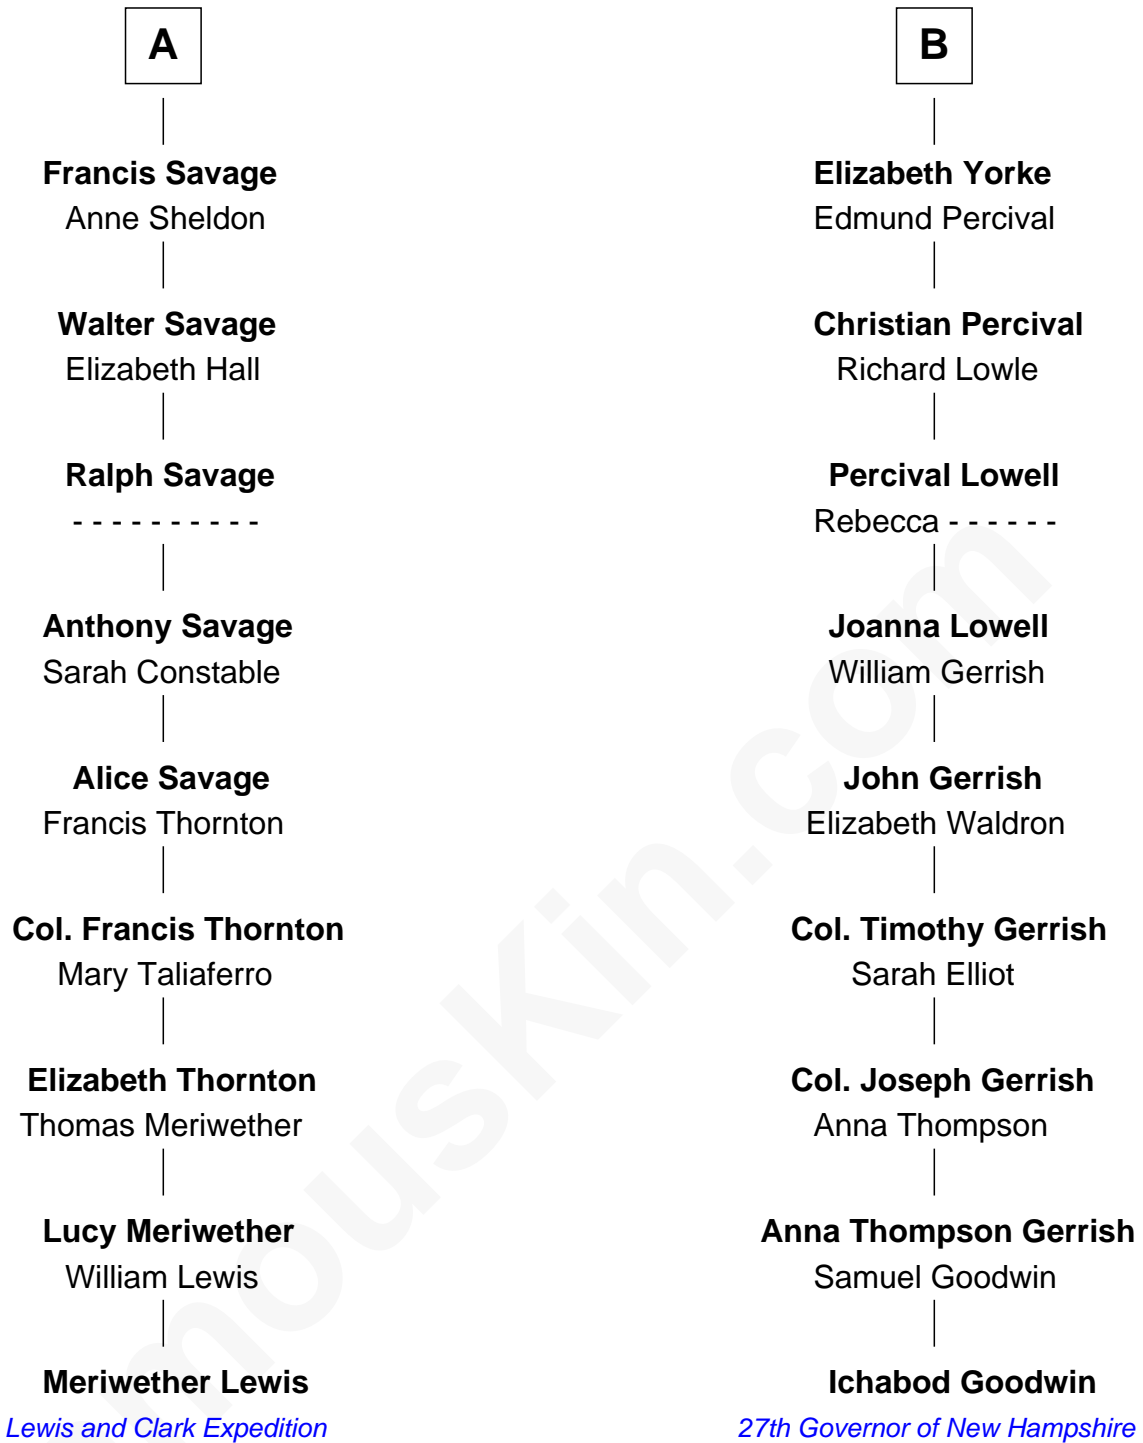 A
Francis Savage
Anne Sheldon
Walter Savage
Elizabeth Hall
Ralph Savage
- - - - - - - - - -
Anthony Savage
Sarah Constable
Alice Savage
Francis Thornton
Col. Francis Thornton
Mary Taliaferro
Elizabeth Thornton
Thomas Meriwether
Lucy Meriwether
William Lewis
Meriwether Lewis
Lewis and Clark Expedition
B
Elizabeth Yorke
Edmund Percival
Christian Percival
Richard Lowle
Percival Lowell
Rebecca - - - - - -
Joanna Lowell
William Gerrish
John Gerrish
Elizabeth Waldron
Col. Timothy Gerrish
Sarah Elliot
Col. Joseph Gerrish
Anna Thompson
Anna Thompson Gerrish
Samuel Goodwin
Ichabod Goodwin
27th Governor of New Hampshire
mousKin.com